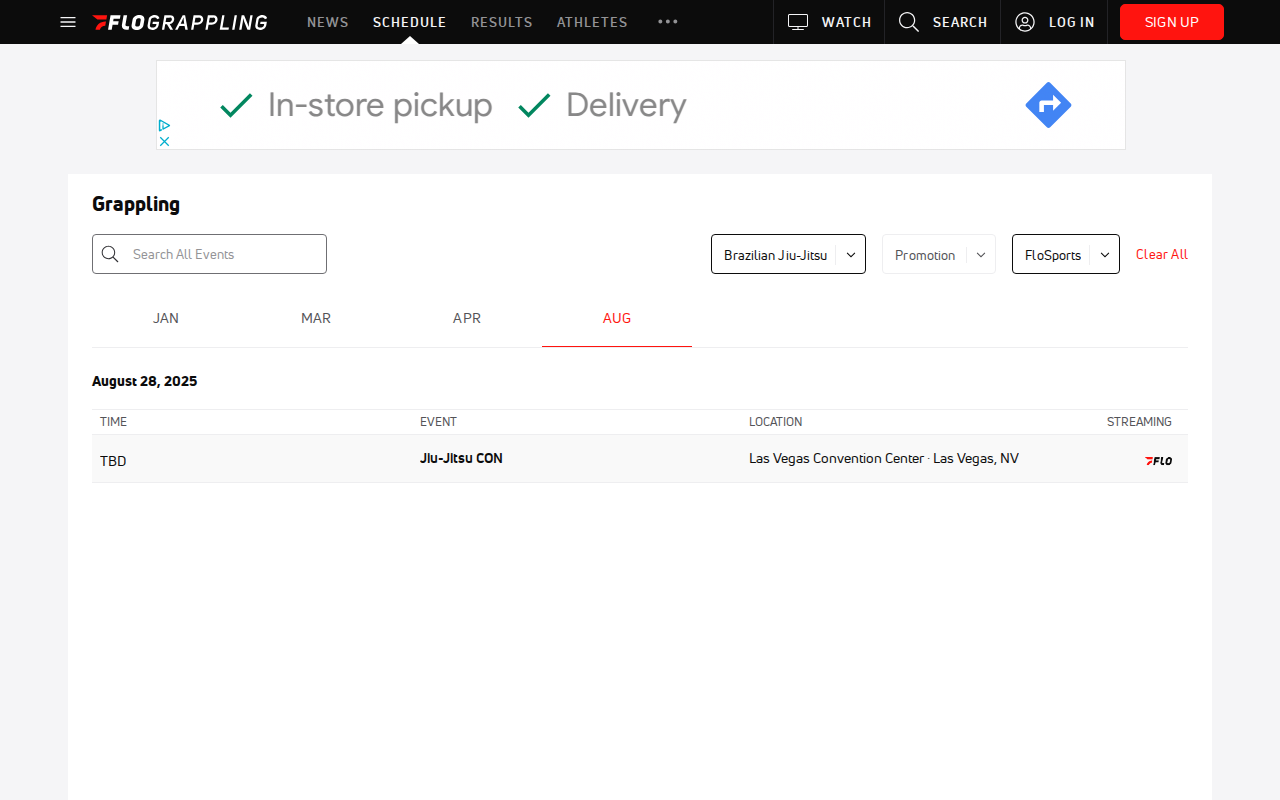 FLOGRAPPLING NEWS SCHEDULE RESULTS ATHLETES ••• WATCH SEARCH LOG IN SIGN UP
In-store pickup Delivery
Grappling
Search All Events Brazilian Jiu-Jitsu Promotion FloSports Clear All
JAN MAR APR AUG
August 28, 2025
TIME EVENT LOCATION STREAMING
TBD Jiu-Jitsu CON Las Vegas Convention Center · Las Vegas, NV FLO